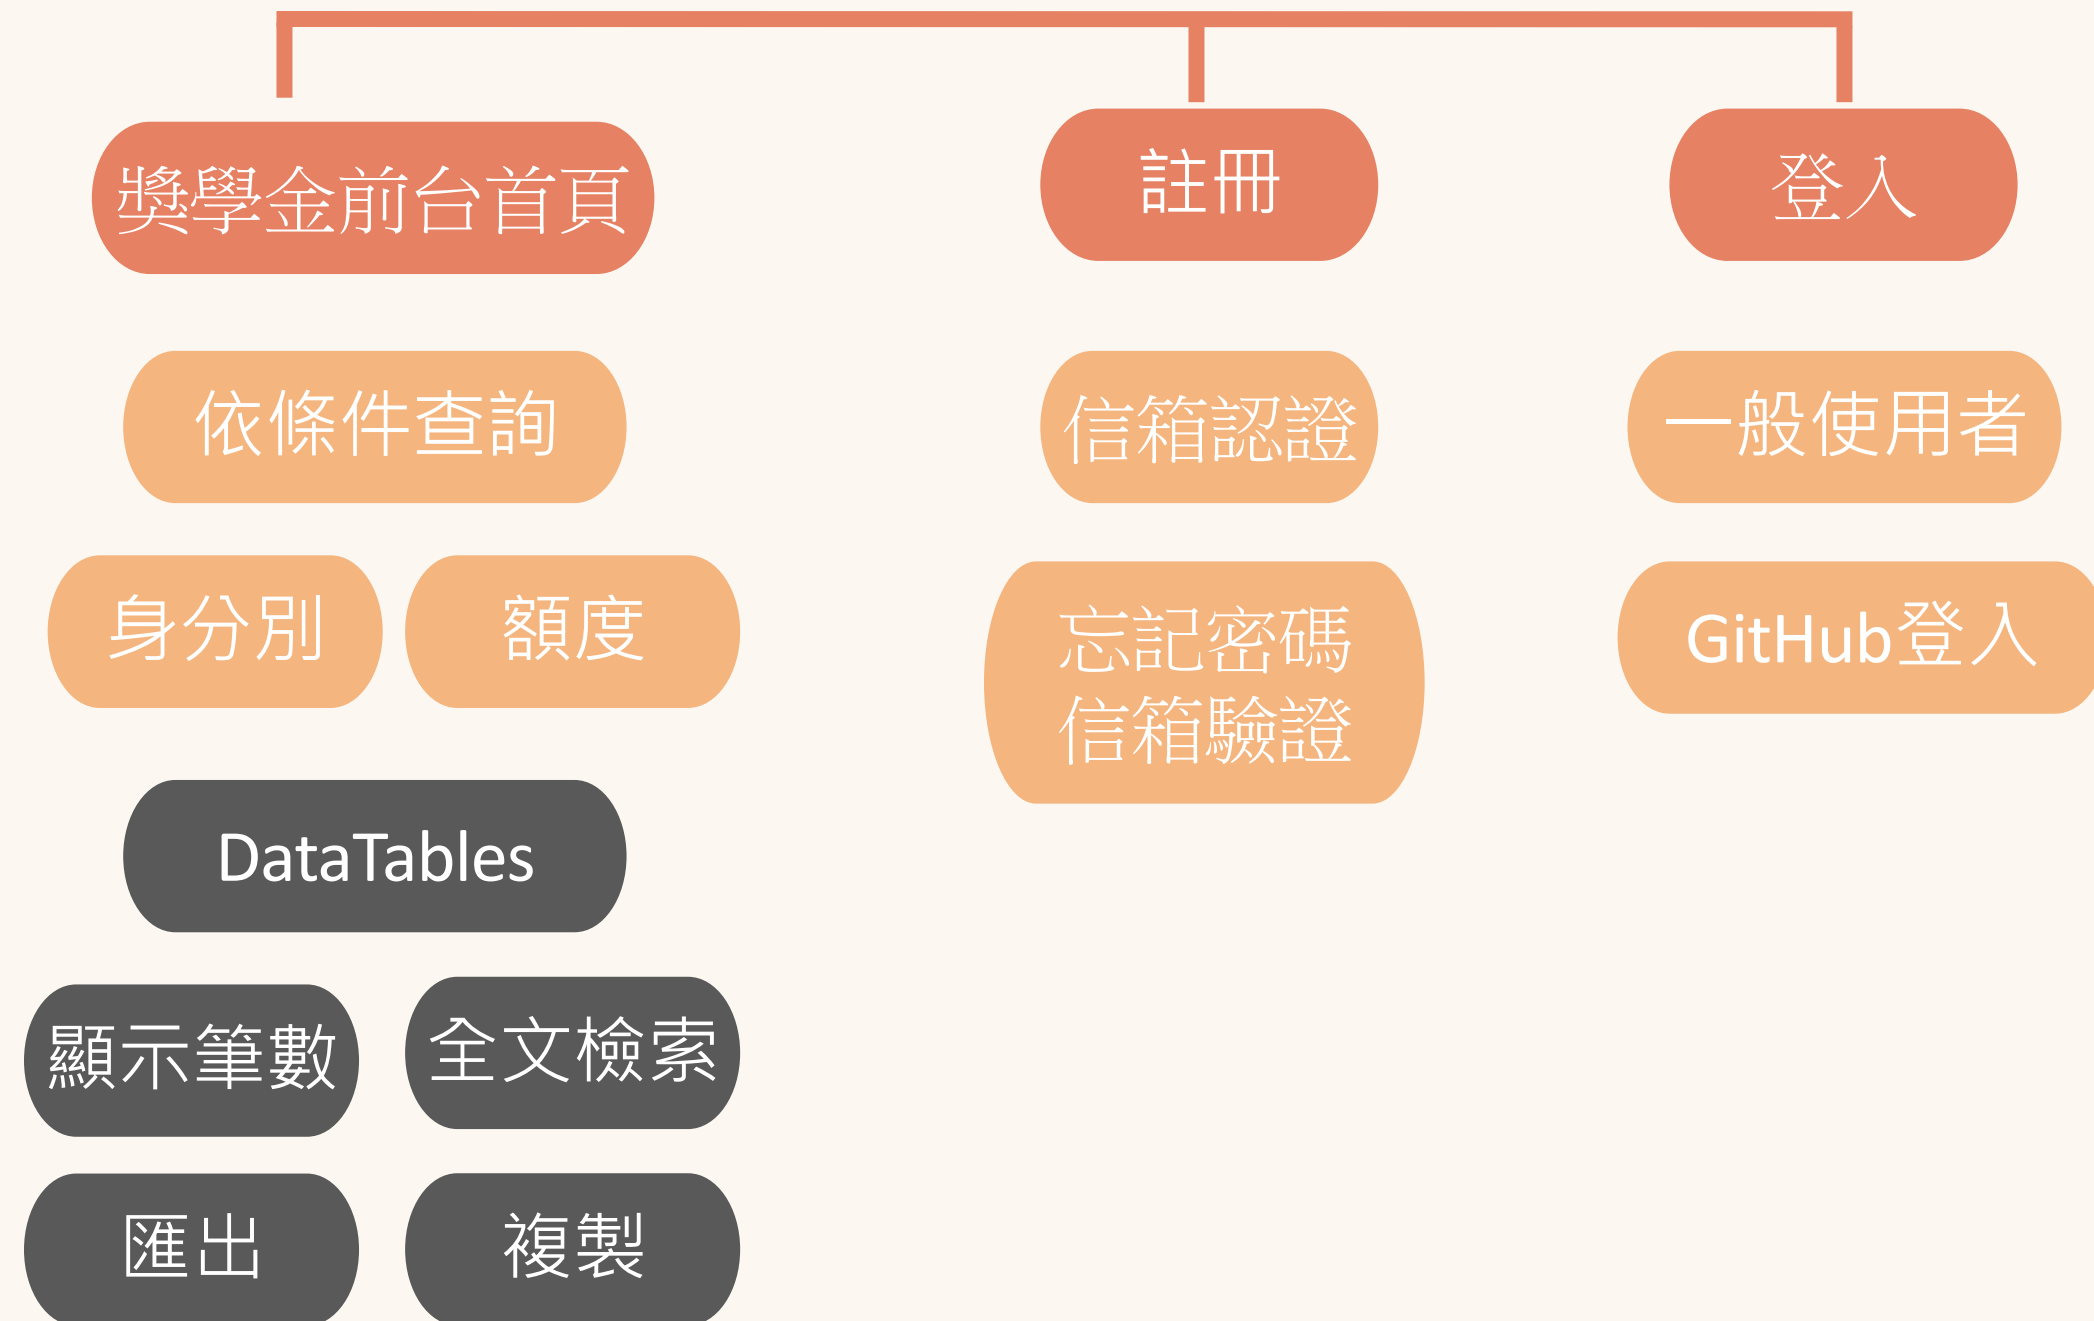 獎學金前台首頁
註冊
登入
依條件查詢
信箱認證
一般使用者
身分別
額度
忘記密碼
信箱驗證
GitHub登入
DataTables
顯示筆數
全文檢索
匯出
複製